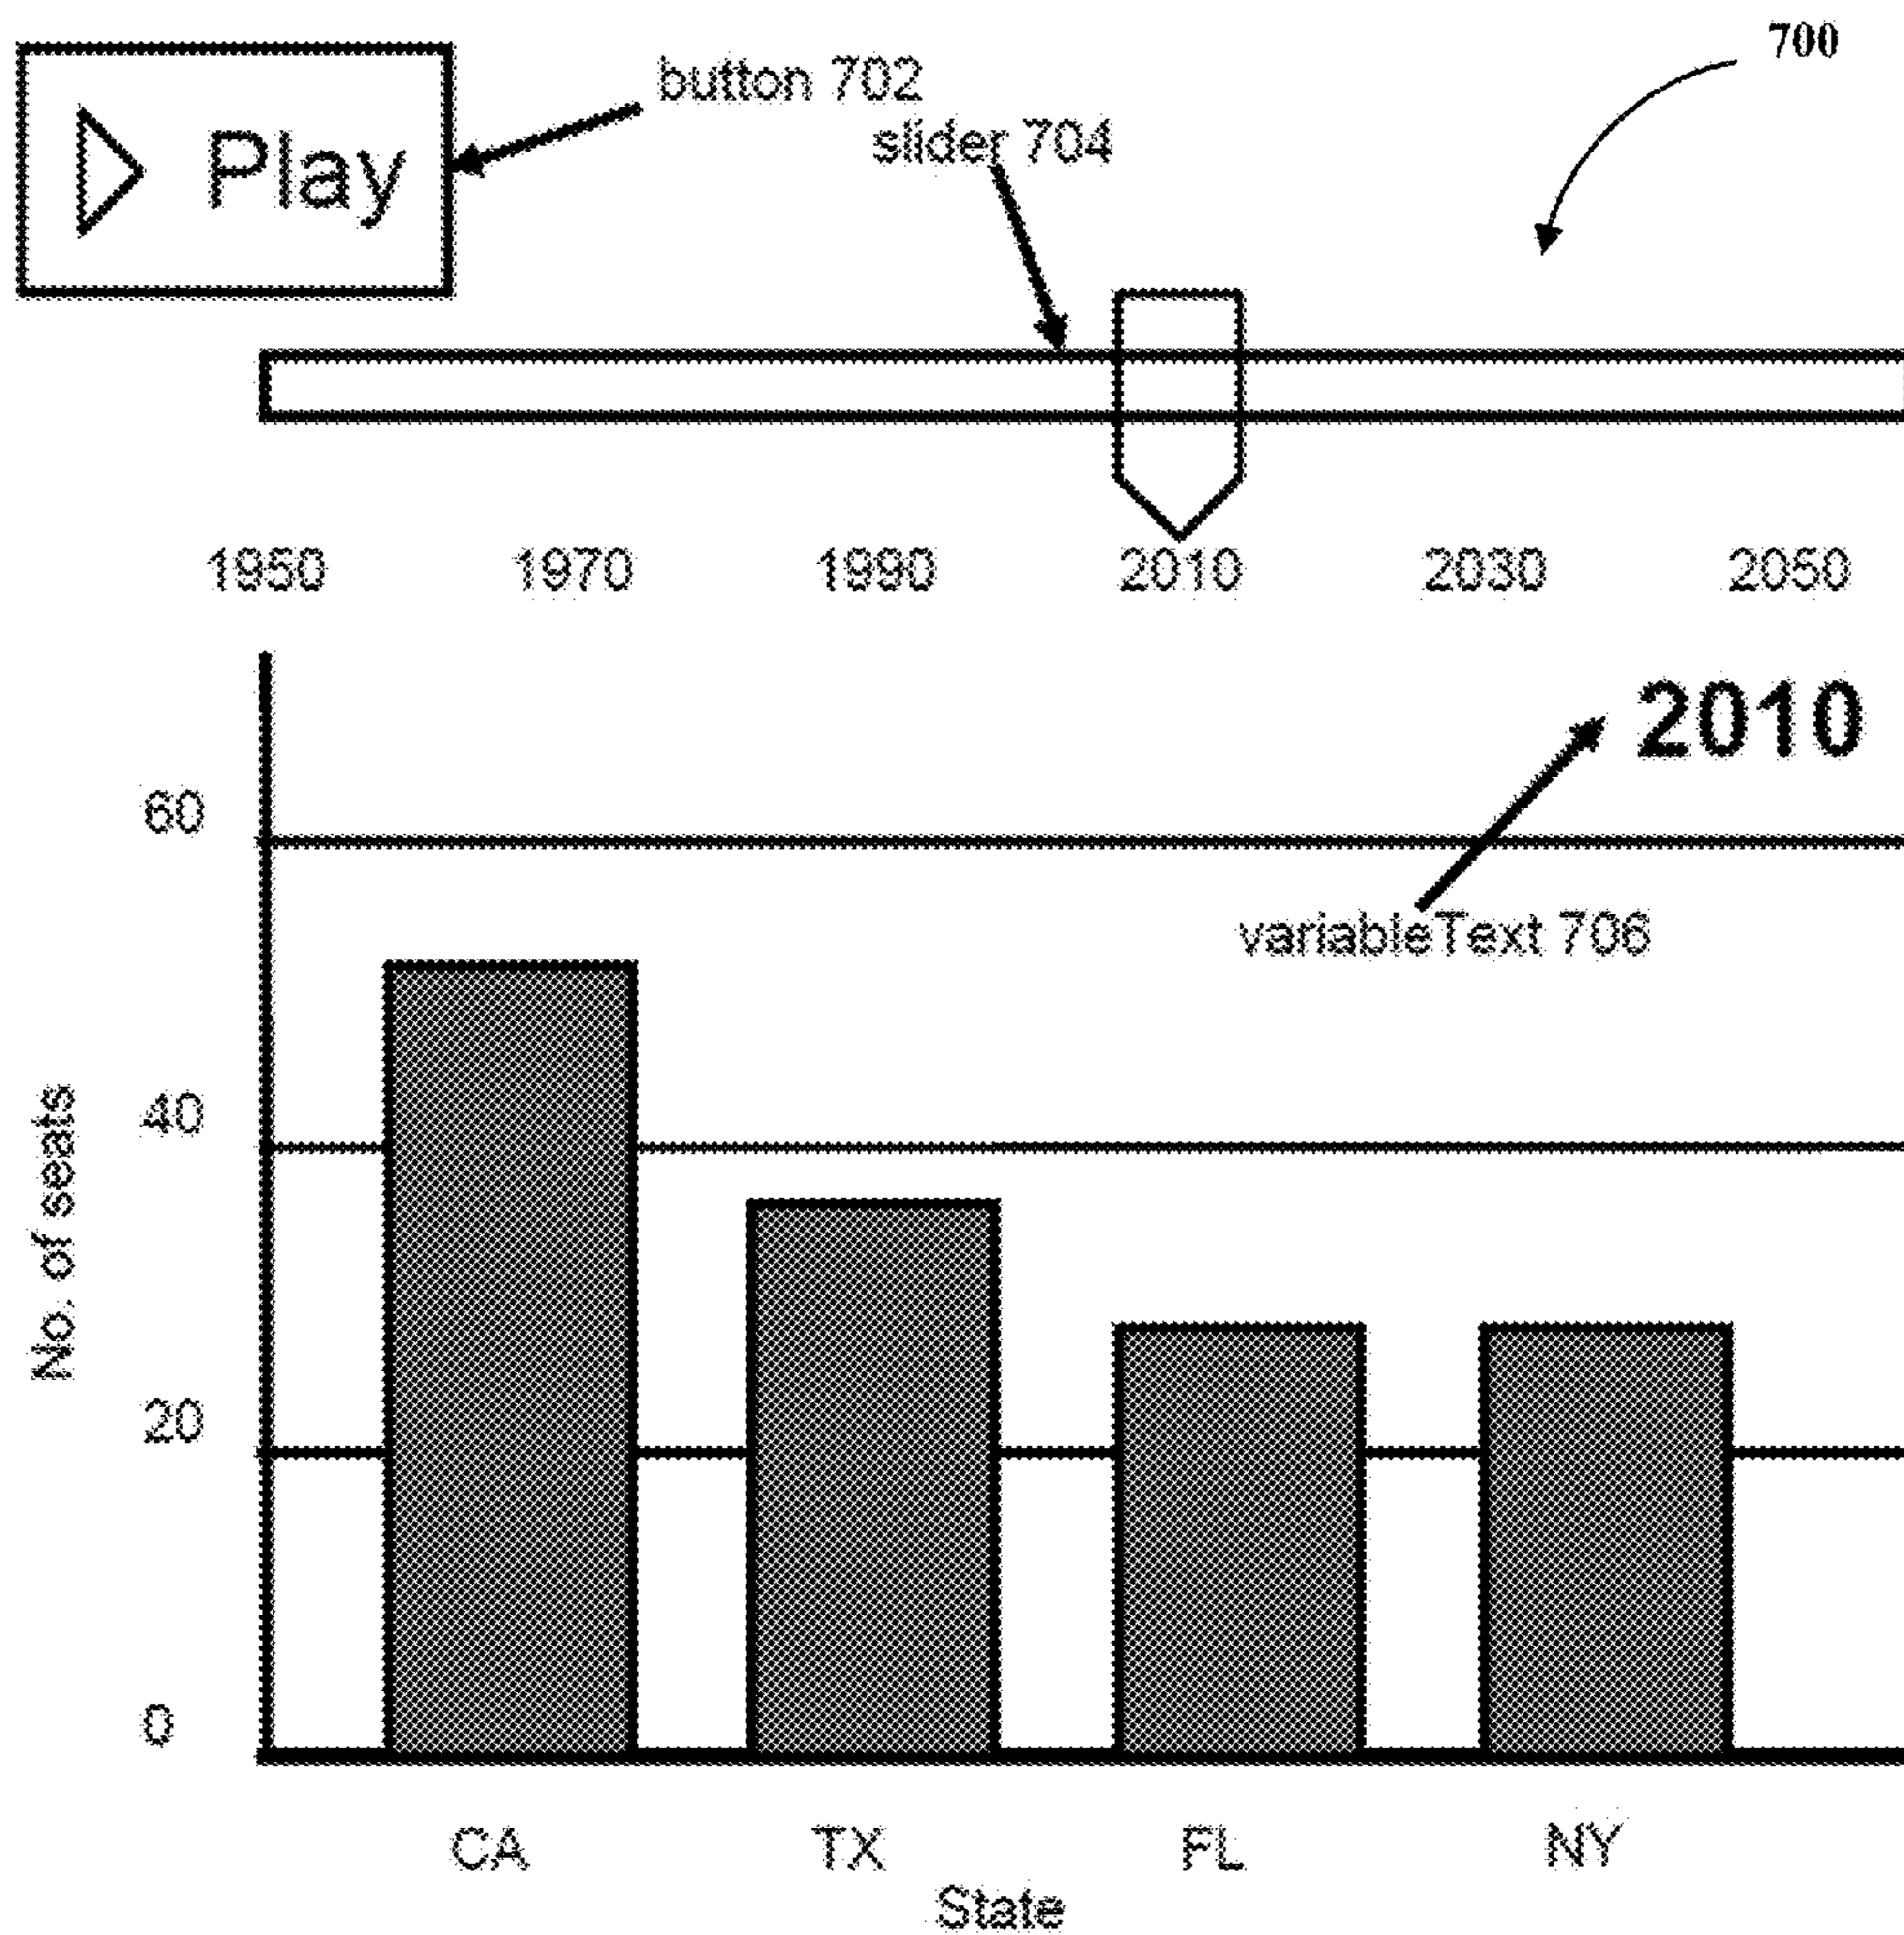 700
button 702
Play
slider 704
1950 1970 1990 2010 2030 2050
2010
60
variableText 706
40
No. of seats
20
0
CA TX FL NY
State